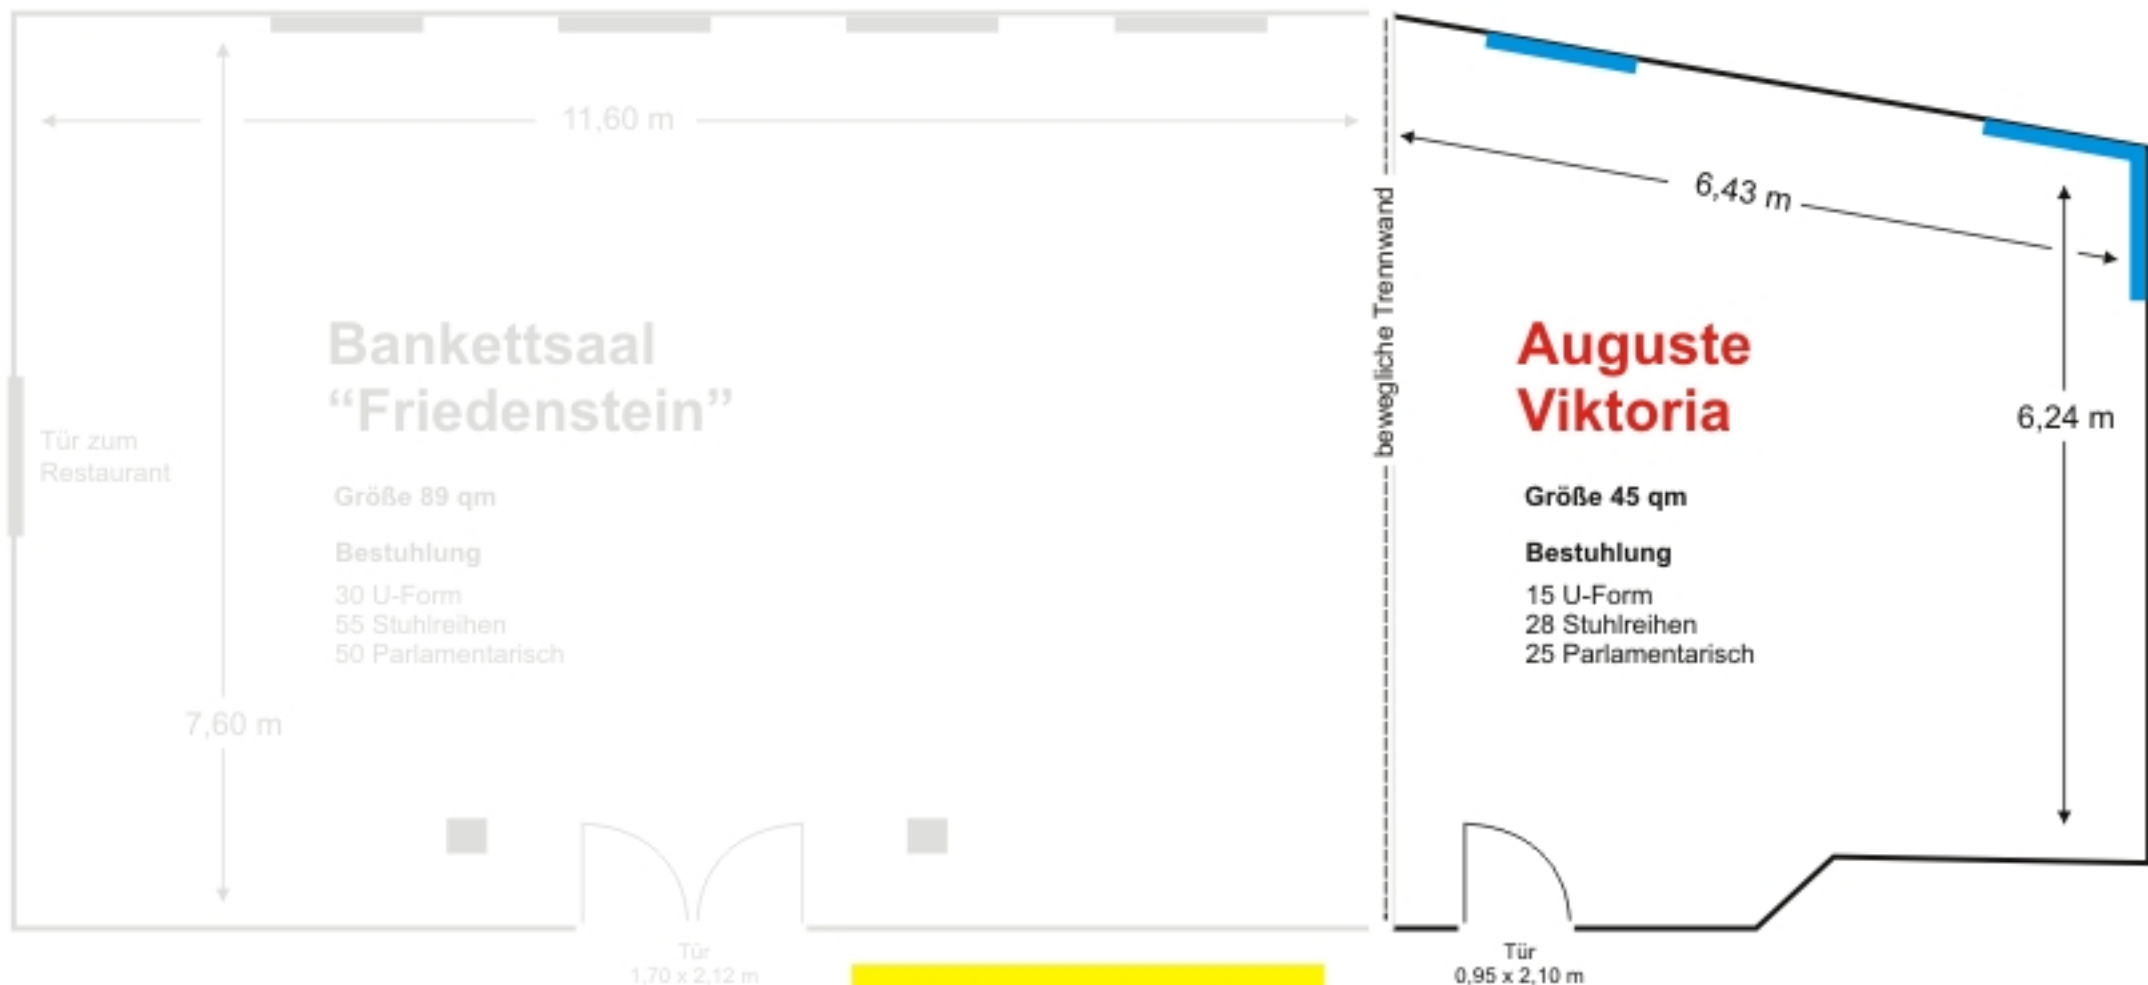 11,60 m
6,43 m
bewegliche Trennwand
Bankettsaal
“Friedenstein”
Auguste
Viktoria
6,24 m
Tür zum
Restaurant
Größe 89 qm
Größe 45 qm
Bestuhlung
Bestuhlung
30 U-Form
55 Stuhlreihen
50 Parlamentarisch
15 U-Form
28 Stuhlreihen
25 Parlamentarisch
7,60 m
Tür
1,70 x 2,12 m
Tür
0,95 x 2,10 m